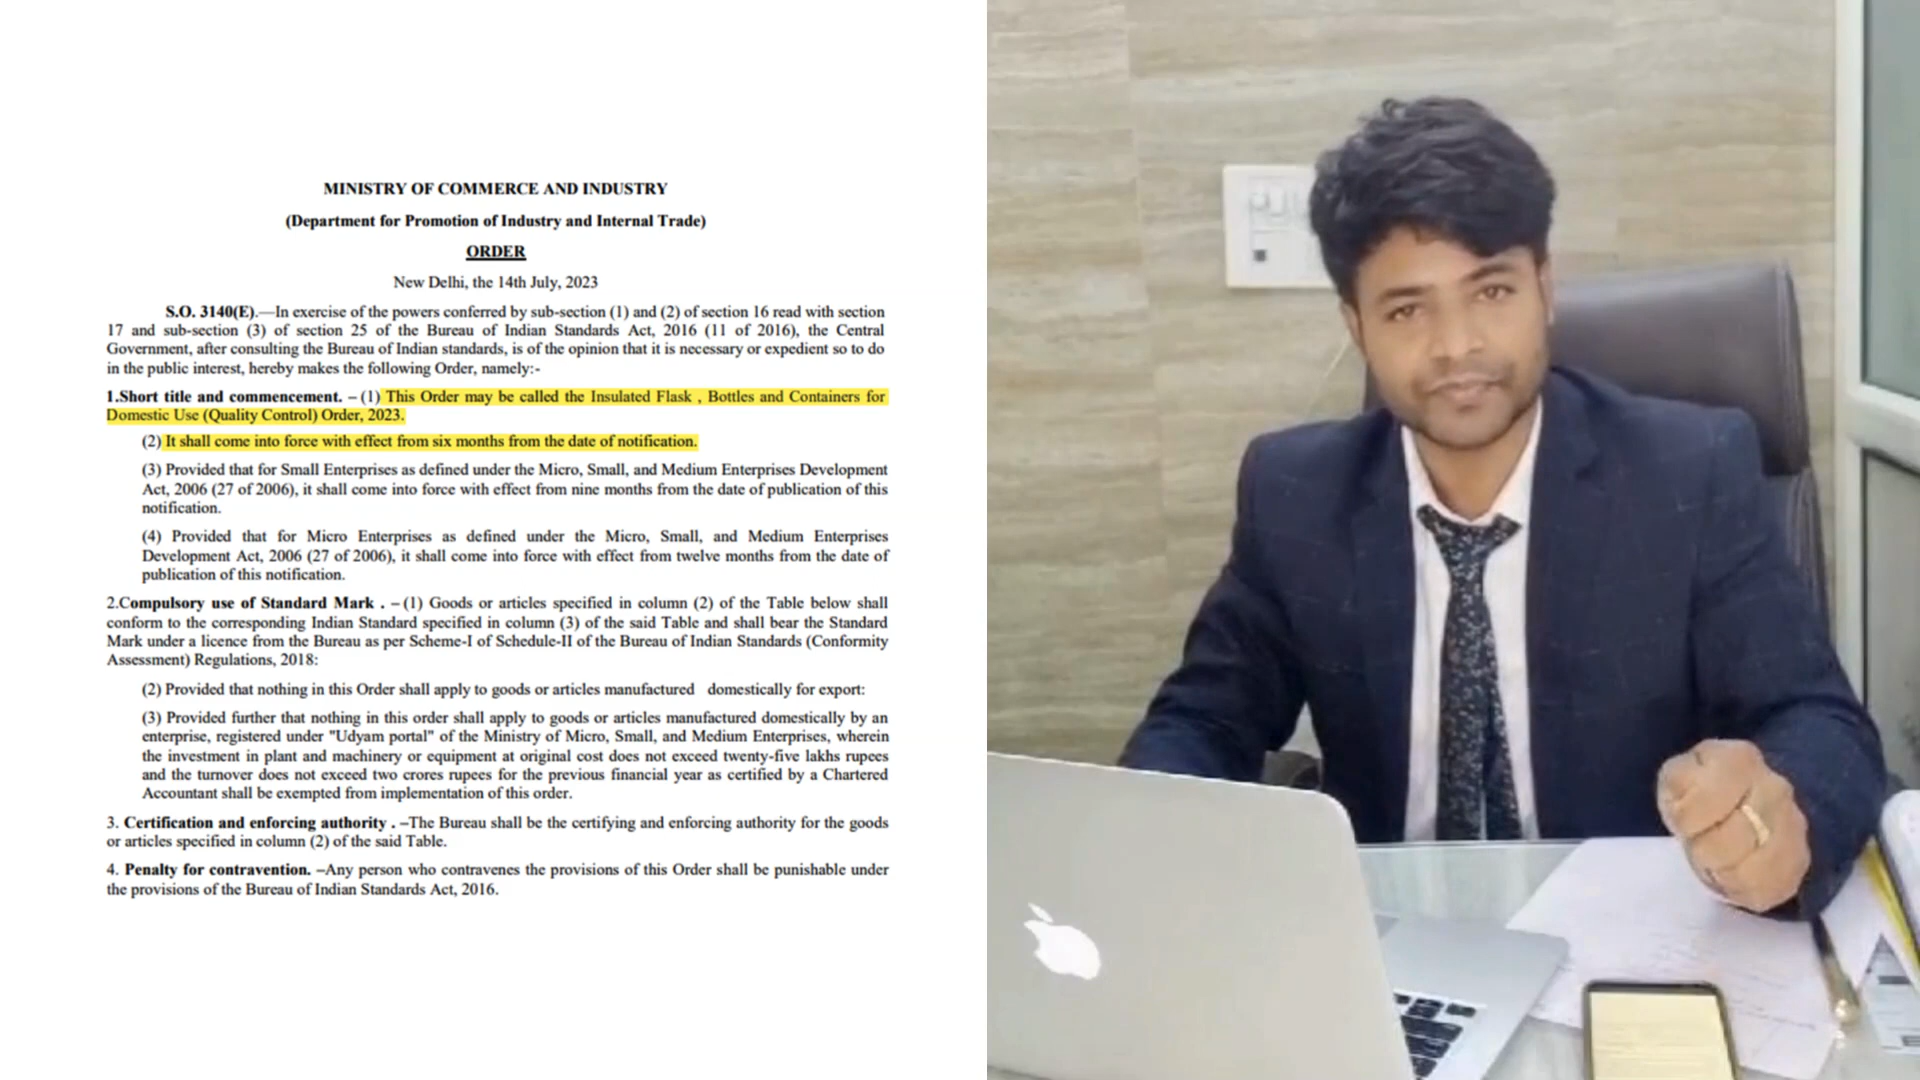 MINISTRY OF COMMERCE AND INDUSTRY
(Department for Promotion of Industry and Internal Trade)
ORDER
New Delhi, the 14th July, 2023
S.O. 3140(E).—In exercise of the powers conferred by sub-section (1) and (2) of section 16 read with section
17 and sub-section (3) of section 25 of the Bureau of Indian Standards Act, 2016 (11 of 2016), the Central
Government, after consulting the Bureau of Indian standards, is of the opinion that it is necessary or expedient so to do
in the public interest, hereby makes the following Order, namely:-
1.Short title and commencement. – (1) This Order may be called the Insulated Flask , Bottles and Containers for
Domestic Use (Quality Control) Order, 2023.
(2) It shall come into force with effect from six months from the date of notification.
(3) Provided that for Small Enterprises as defined under the Micro, Small, and Medium Enterprises Development
Act, 2006 (27 of 2006), it shall come into force with effect from nine months from the date of publication of this
notification.
(4) Provided that for Micro Enterprises as defined under the Micro, Small, and Medium Enterprises
Development Act, 2006 (27 of 2006), it shall come into force with effect from twelve months from the date of
publication of this notification.
2.Compulsory use of Standard Mark . – (1) Goods or articles specified in column (2) of the Table below shall
conform to the corresponding Indian Standard specified in column (3) of the said Table and shall bear the Standard
Mark under a licence from the Bureau as per Scheme-I of Schedule-II of the Bureau of Indian Standards (Conformity
Assessment) Regulations, 2018:
(2) Provided that nothing in this Order shall apply to goods or articles manufactured domestically for export:
(3) Provided further that nothing in this order shall apply to goods or articles manufactured domestically by an
enterprise, registered under "Udyam portal" of the Ministry of Micro, Small, and Medium Enterprises, wherein
the investment in plant and machinery or equipment at original cost does not exceed twenty-five lakhs rupees
and the turnover does not exceed two crores rupees for the previous financial year as certified by a Chartered
Accountant shall be exempted from implementation of this order.
3. Certification and enforcing authority . –The Bureau shall be the certifying and enforcing authority for the goods
or articles specified in column (2) of the said Table.
4. Penalty for contravention. –Any person who contravenes the provisions of this Order shall be punishable under
the provisions of the Bureau of Indian Standards Act, 2016.